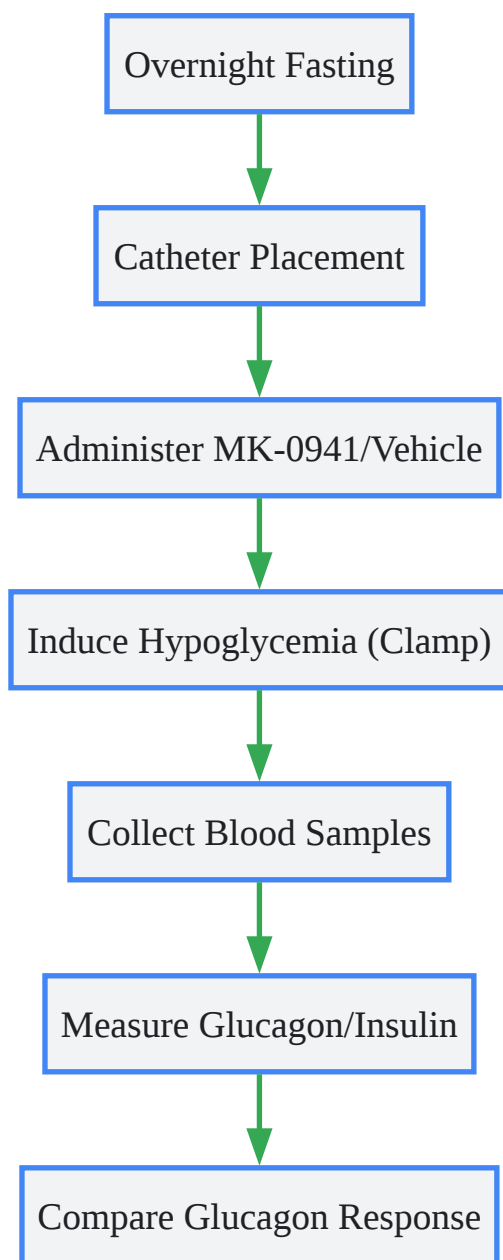 Overnight Fasting
Catheter Placement
Administer MK-0941/Vehicle
Induce Hypoglycemia (Clamp)
Collect Blood Samples
Measure Glucagon/Insulin
Compare Glucagon Response